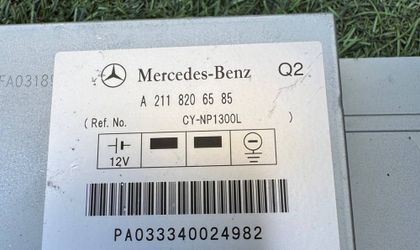 Mercedes-Benz Q2
A 211 820 65 85
(Ref. No. CY-NP1300L )
12V
PA033340024982